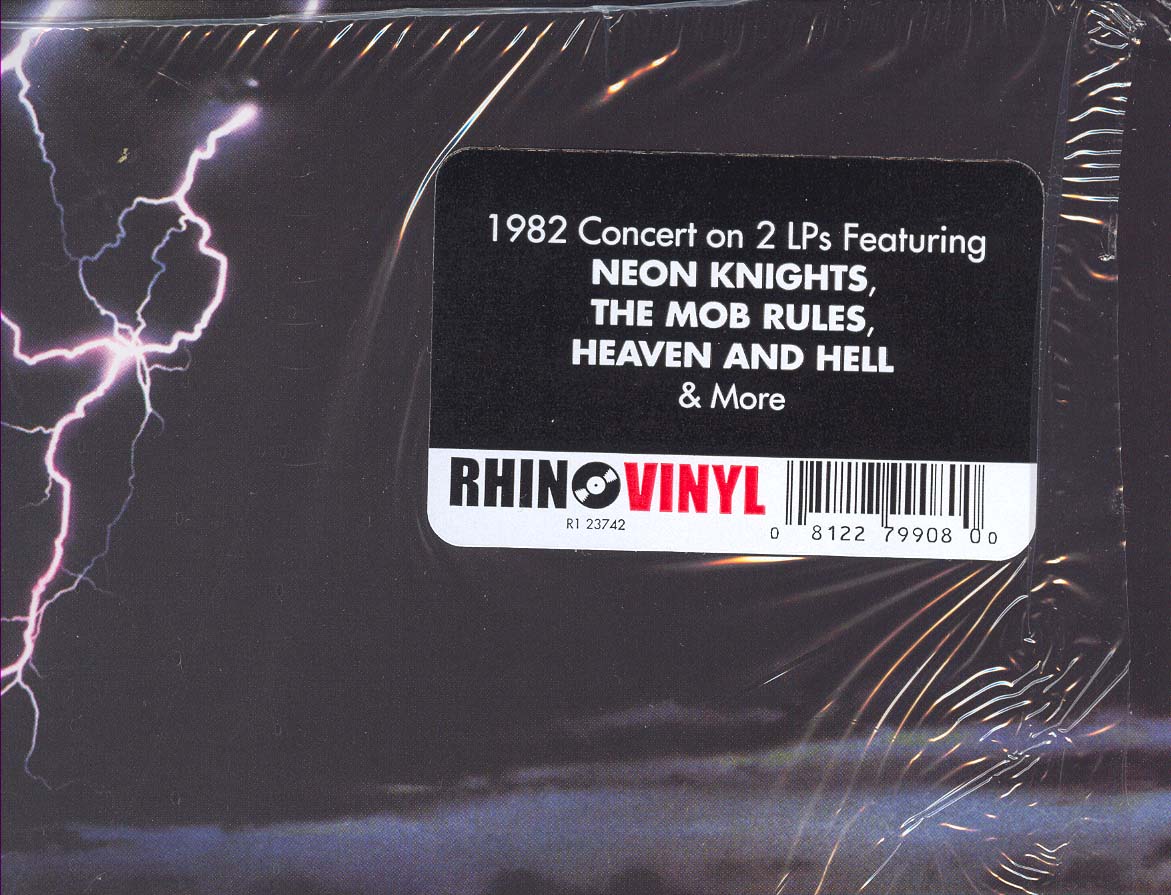 1982 Concert on 2 LPs Featuring
NEON KNIGHTS,
THE MOB RULES,
HEAVEN AND HELL
& More
RHINO VINYL
R1 23742
0 8122 79908 0 0